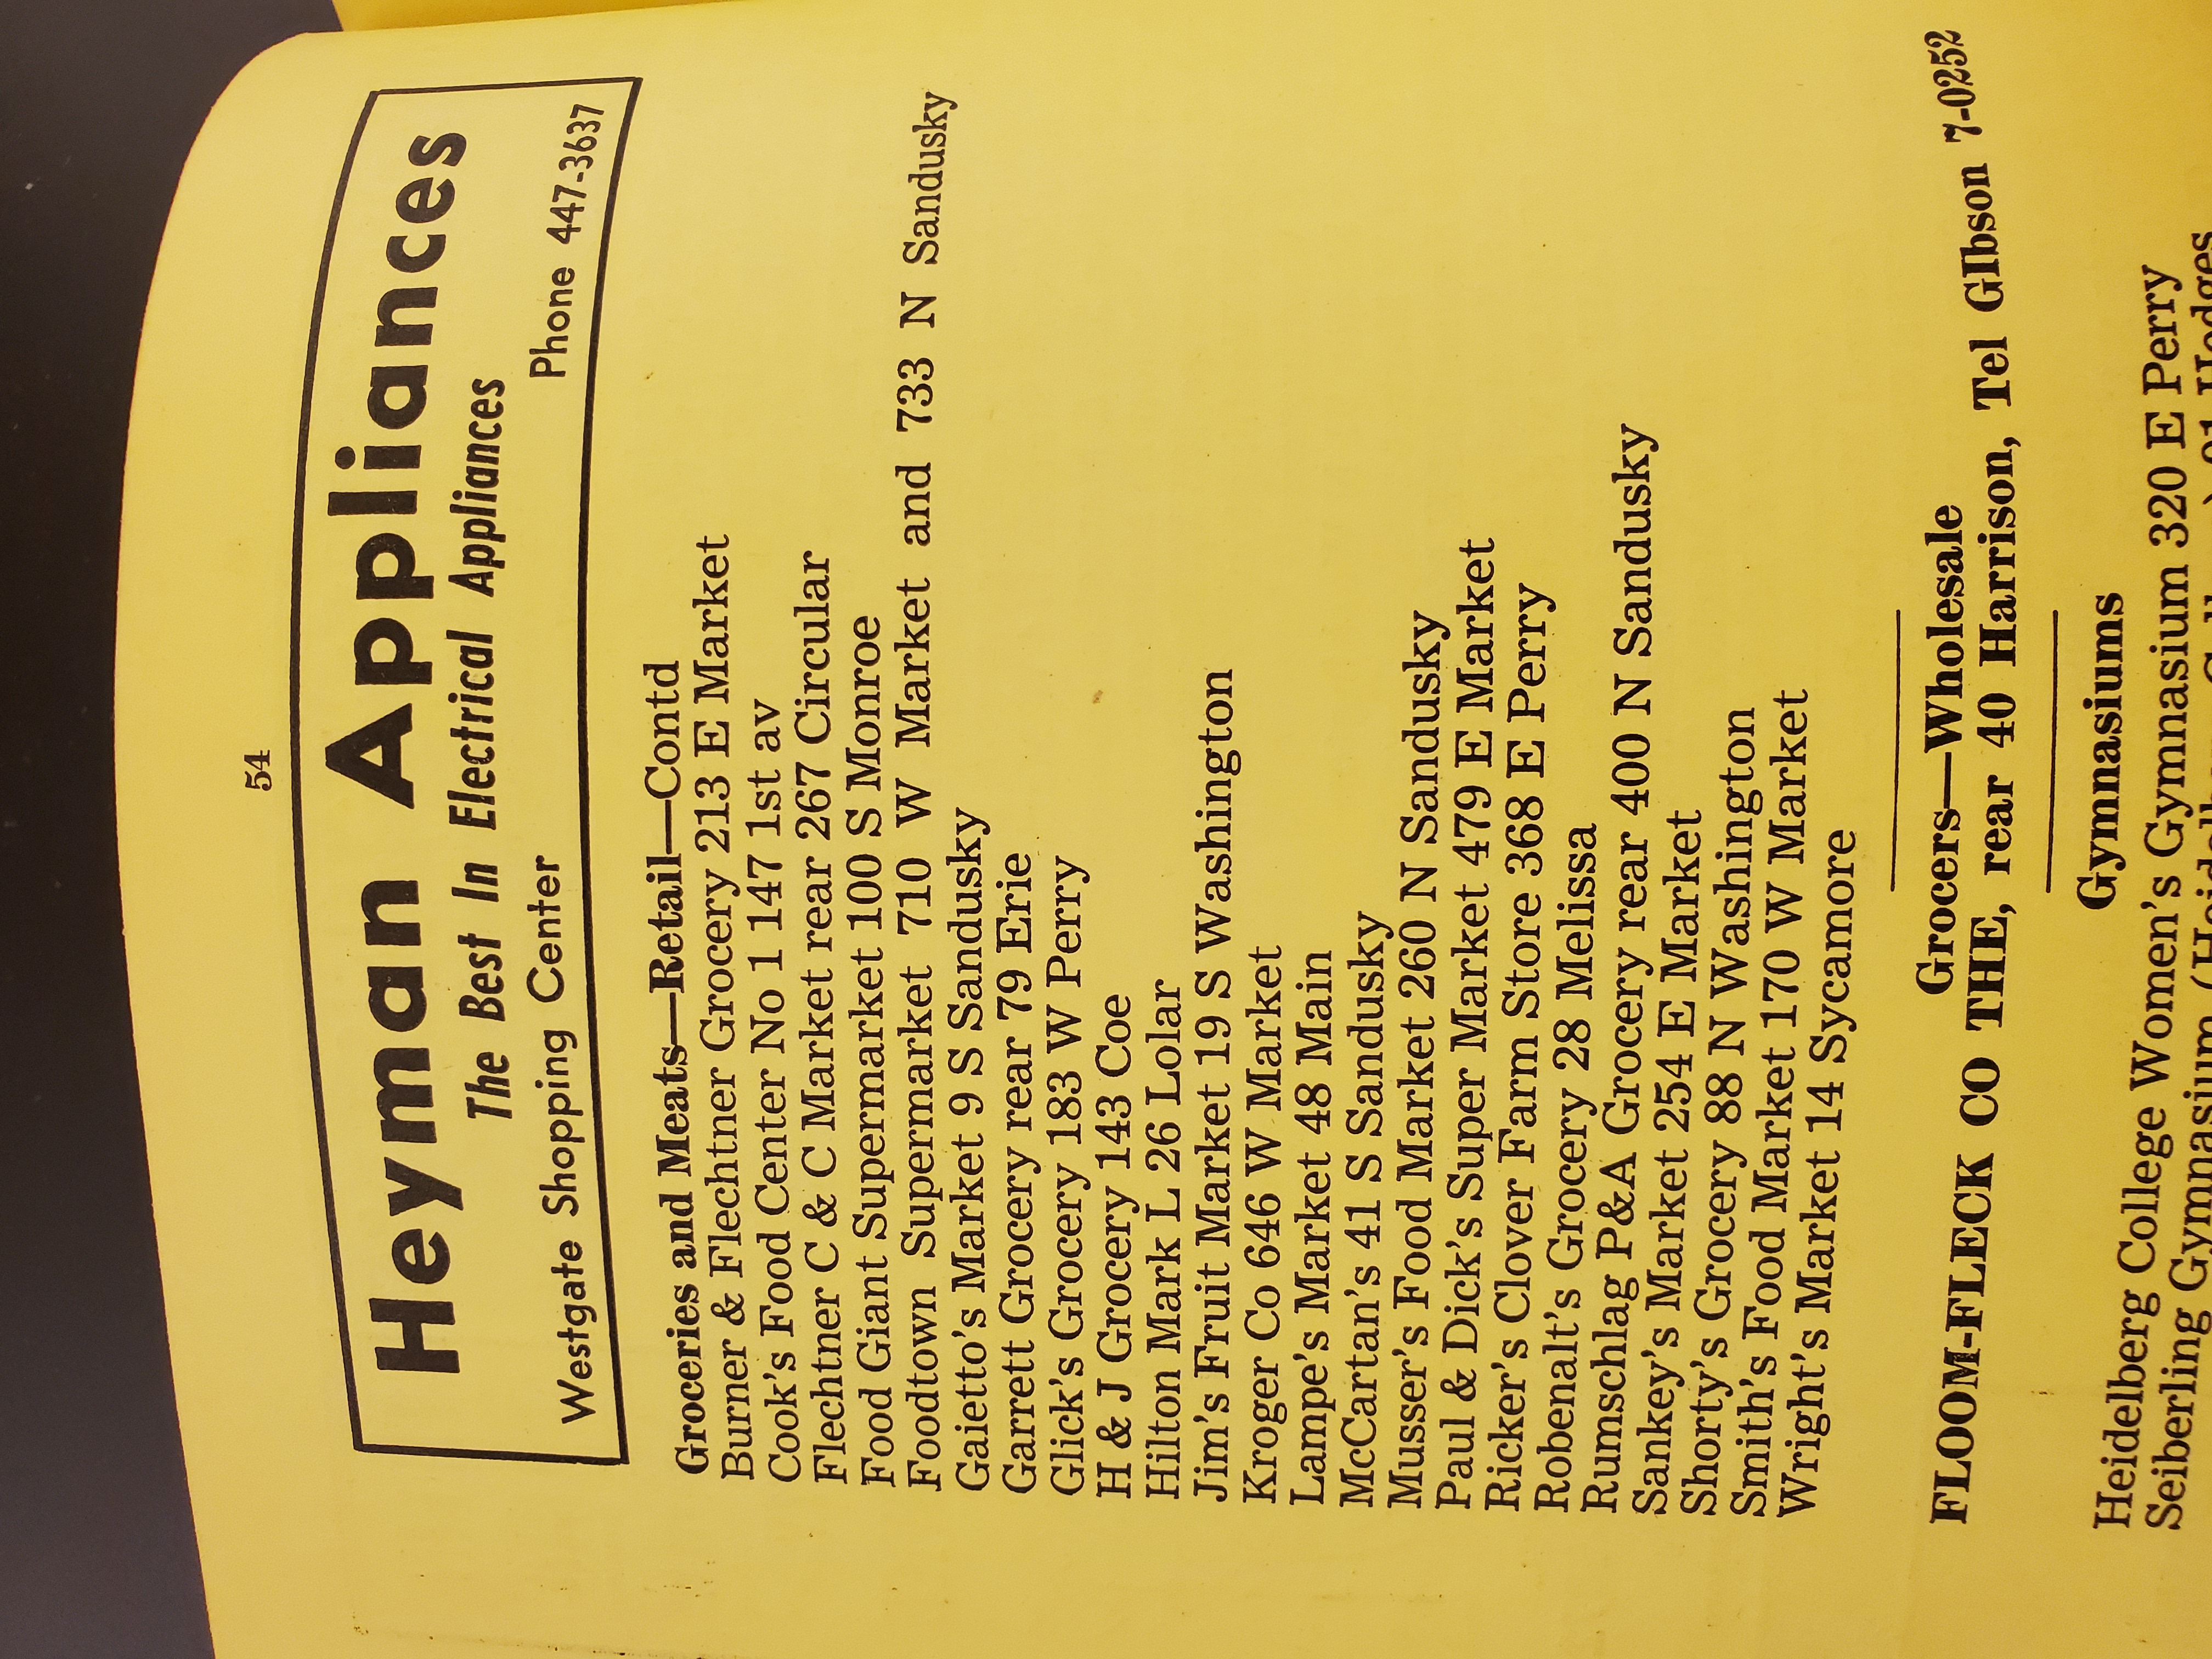 54
Heyman Appliances
The Best In Electrical Appliances
Westgate Shopping Center Phone 447-3637
Groceries and Meats—Retail—Contd
Burner & Flechtner Grocery 213 E Market
Cook's Food Center No 1 147 1st av
Flechtner C & C Market rear 267 Circular
Food Giant Supermarket 100 S Monroe
Foodtown Supermarket 710 W Market and 733 N Sandusky
Gaietto's Market 9 S Sandusky
Garrett Grocery rear 79 Erie
Glick's Grocery 183 W Perry
H & J Grocery 143 Coe
Hilton Mark L 26 Lolar
Jim's Fruit Market 19 S Washington
Kroger Co 646 W Market
Lampe's Market 48 Main
McCartan's 41 S Sandusky
Musser's Food Market 260 N Sandusky
Paul & Dick's Super Market 479 E Market
Ricker's Clover Farm Store 368 E Perry
Robenalt's Grocery 28 Melissa
Rumschlag P&A Grocery rear 400 N Sandusky
Sankey's Market 254 E Market
Shorty's Grocery 88 N Washington
Smith's Food Market 170 W Market
Wright's Market 14 Sycamore
Grocers—Wholesale
FLOOM-FLECK CO THE, rear 40 Harrison, Tel GIbson 7-0252
Gymnasiums
Heidelberg College Women's Gymnasium 320 E Perry
Seiberling Gymnasium Hedges